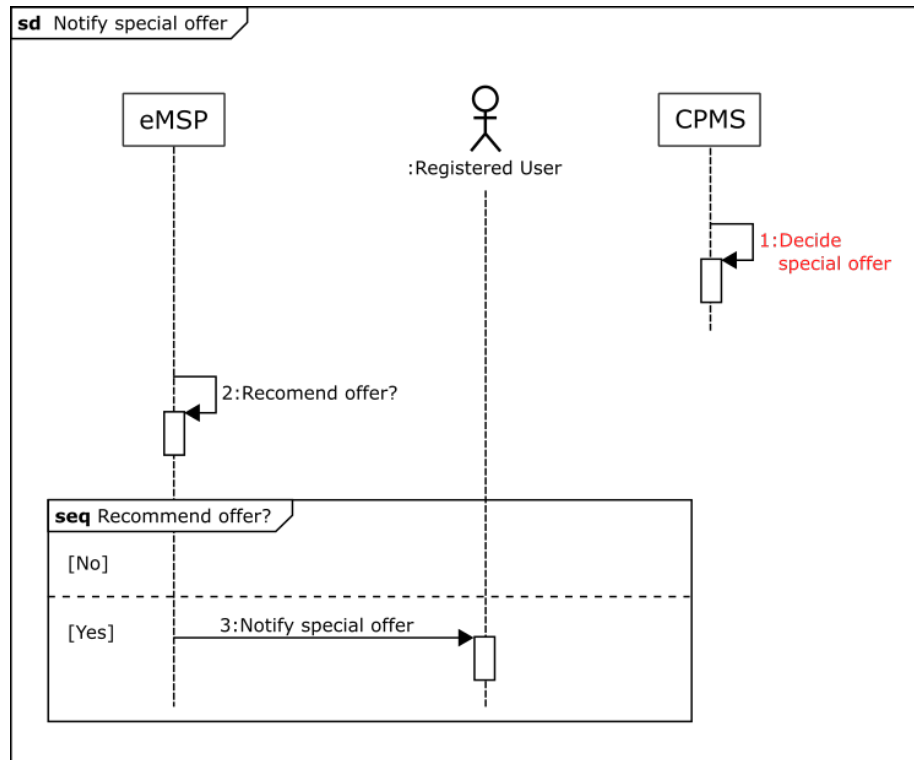 sd Notify special offer
eMSP
:Registered User
CPMS
1:Decide
special offer
2:Recomend offer?
seq Recommend offer?
[No]
[Yes]
3:Notify special offer